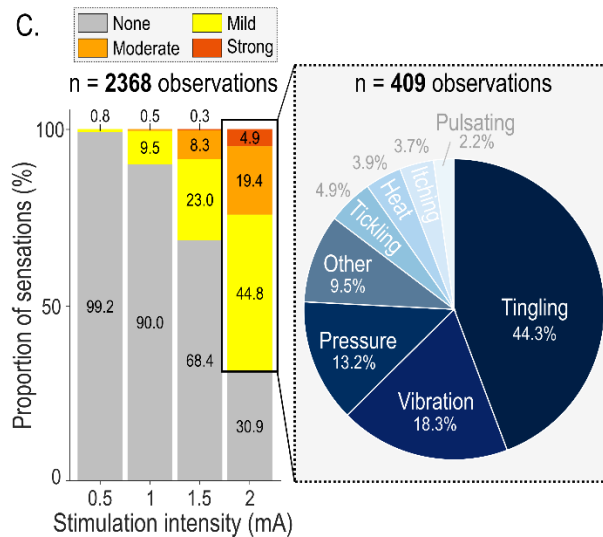 C.
None
Mild
Moderate
Strong
n = 2368 observations
n = 409 observations
Proportion of sensations (%)
100
50
0
0.8
0.5
0.3
9.5
8.3
4.9
23.0
19.4
99.2
90.0
68.4
44.8
30.9
0.5
1
1.5
2
Stimulation intensity (mA)
Pulsating
2.2%
3.7%
Itching
3.9%
Heat
4.9%
Tickling
Other
9.5%
Pressure
13.2%
Vibration
18.3%
Tingling
44.3%